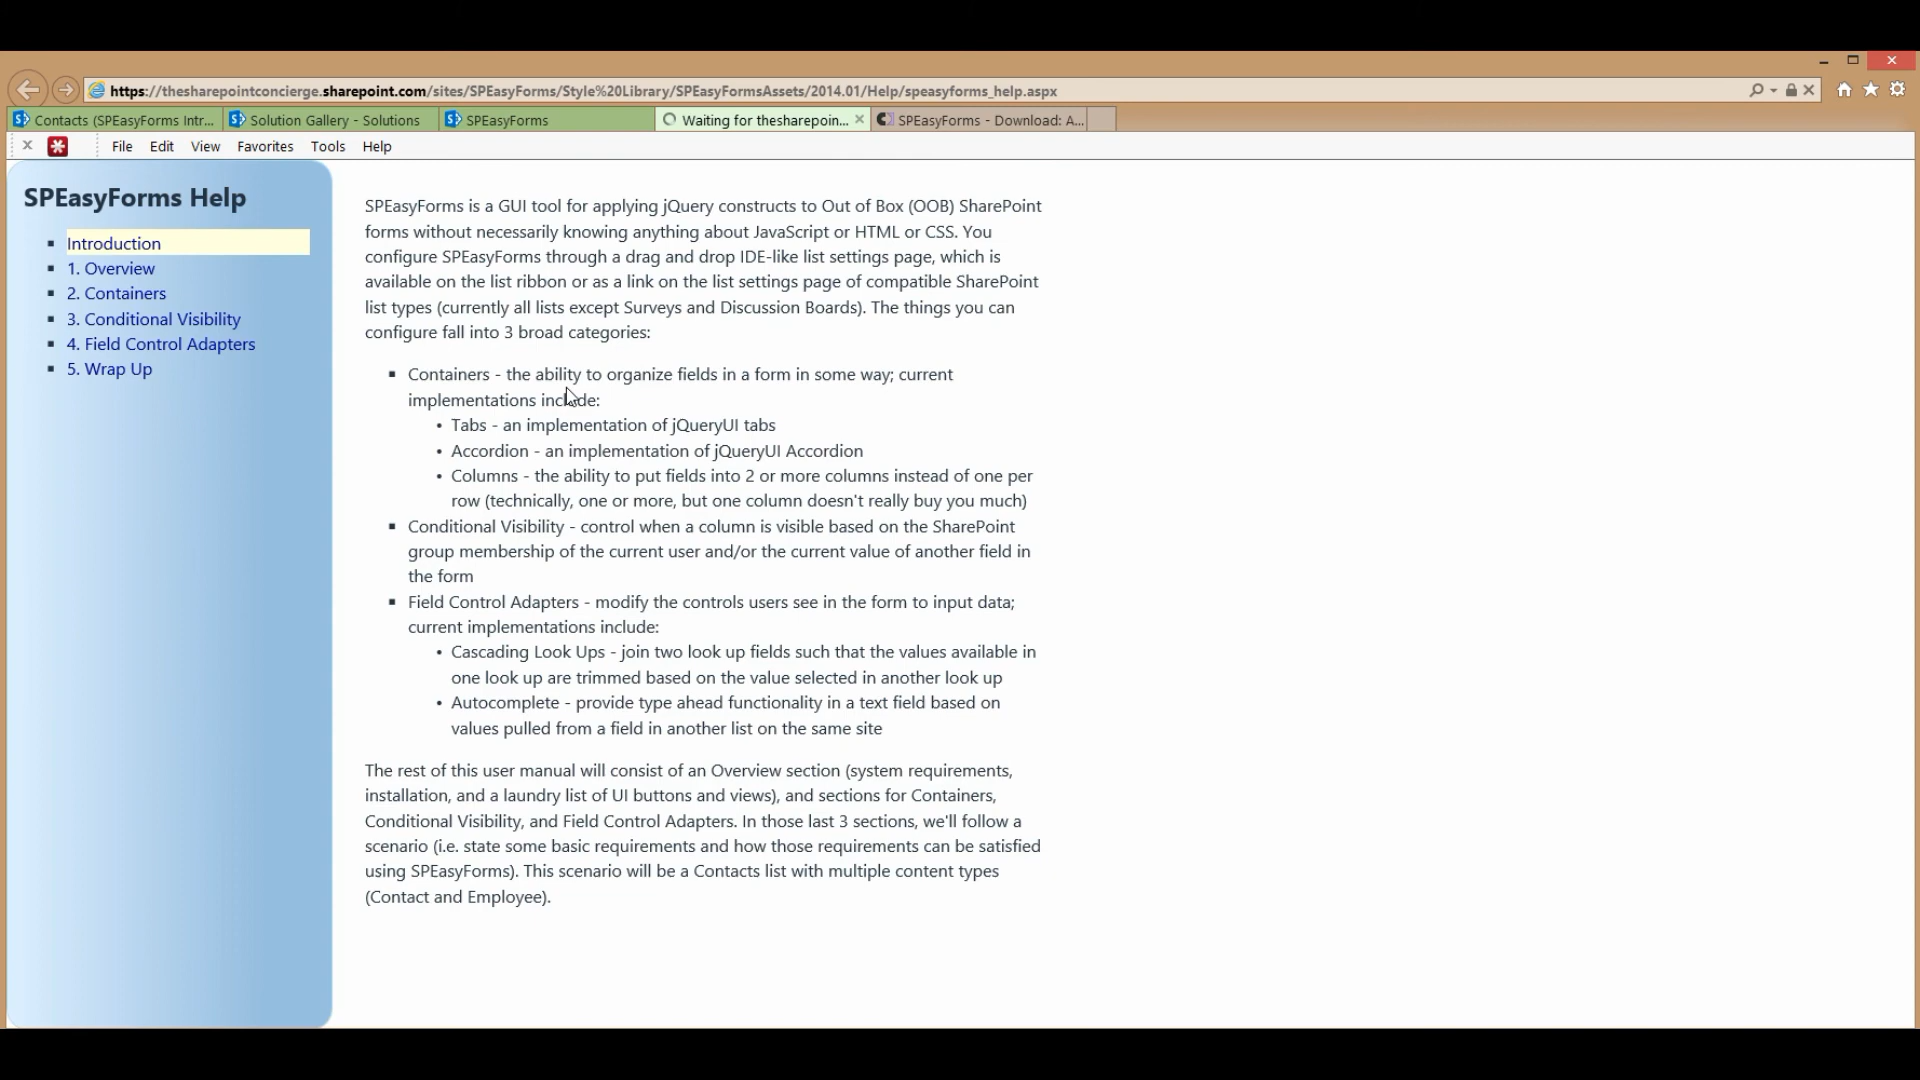 https://thesharepointconcierge.sharepoint.com/sites/SPEasyForms/Style%20Library/SPEasyFormsAssets/2014.01/Help/speasyforms_help.aspx
Contacts (SPEasyForms Intr...
Solution Gallery - Solutions
SPEasyForms
Waiting for thesharepoin...
SPEasyForms - Download: A...
File Edit View Favorites Tools Help
SPEasyForms Help
Introduction
1. Overview
2. Containers
3. Conditional Visibility
4. Field Control Adapters
5. Wrap Up
SPEasyForms is a GUI tool for applying jQuery constructs to Out of Box (OOB) SharePoint
forms without necessarily knowing anything about JavaScript or HTML or CSS. You
configure SPEasyForms through a drag and drop IDE-like list settings page, which is
available on the list ribbon or as a link on the list settings page of compatible SharePoint
list types (currently all lists except Surveys and Discussion Boards). The things you can
configure fall into 3 broad categories:
Containers - the ability to organize fields in a form in some way; current
implementations include:
Tabs - an implementation of jQueryUI tabs
Accordion - an implementation of jQueryUI Accordion
Columns - the ability to put fields into 2 or more columns instead of one per
row (technically, one or more, but one column doesn't really buy you much)
Conditional Visibility - control when a column is visible based on the SharePoint
group membership of the current user and/or the current value of another field in
the form
Field Control Adapters - modify the controls users see in the form to input data;
current implementations include:
Cascading Look Ups - join two look up fields such that the values available in
one look up are trimmed based on the value selected in another look up
Autocomplete - provide type ahead functionality in a text field based on
values pulled from a field in another list on the same site
The rest of this user manual will consist of an Overview section (system requirements,
installation, and a laundry list of UI buttons and views), and sections for Containers,
Conditional Visibility, and Field Control Adapters. In those last 3 sections, we'll follow a
scenario (i.e. state some basic requirements and how those requirements can be satisfied
using SPEasyForms). This scenario will be a Contacts list with multiple content types
(Contact and Employee).